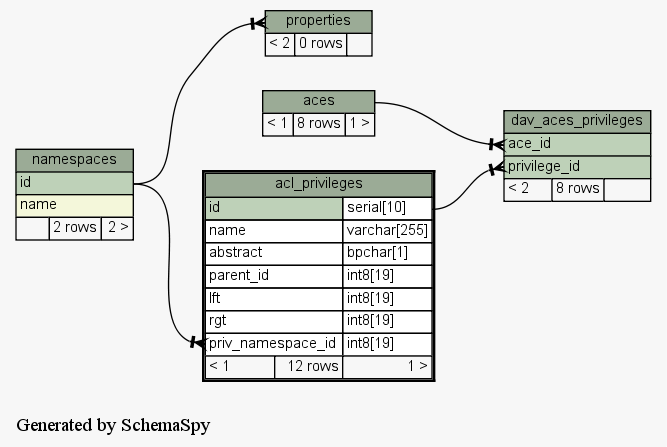 properties
< 2 0 rows
aces
< 1 8 rows 1 >
dav_aces_privileges
ace_id
privilege_id
< 2 8 rows
namespaces
id
name
2 rows 2 >
acl_privileges
id serial[10]
name varchar[255]
abstract bpchar[1]
parent_id int8[19]
lft int8[19]
rgt int8[19]
priv_namespace_id int8[19]
< 1 12 rows 1 >
Generated by SchemaSpy